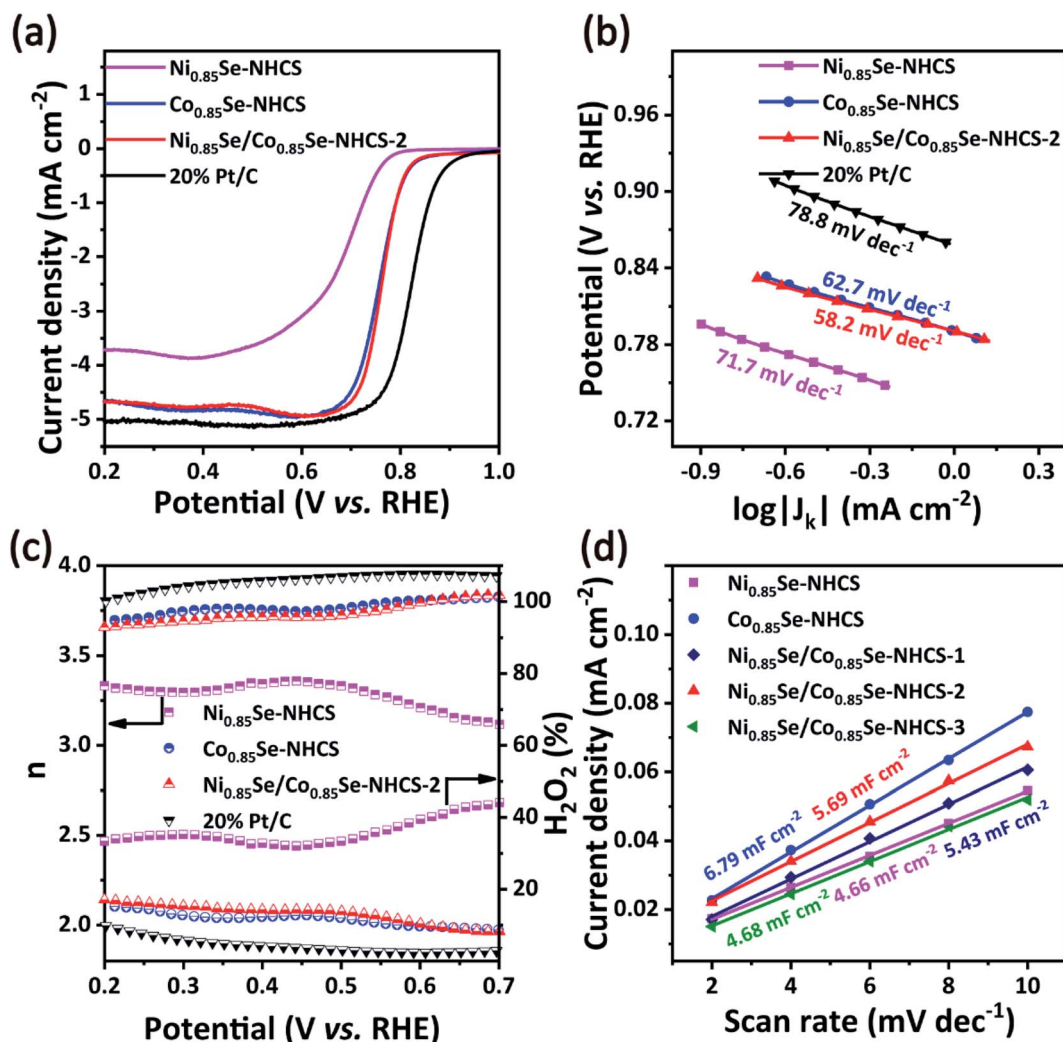 (a)
Ni0.85Se-NHCS
Co0.85Se-NHCS
Ni0.85Se/Co0.85Se-NHCS-2
20% Pt/C
Current density (mA cm-2)
1
0
-1
-2
-3
-4
-5
0.2 0.4 0.6 0.8 1.0
Potential (V vs. RHE)
(b)
Ni0.85Se-NHCS
Co0.85Se-NHCS
Ni0.85Se/Co0.85Se-NHCS-2
20% Pt/C
78.8 mV dec-1
62.7 mV dec-1
58.2 mV dec-1
71.7 mV dec-1
Potential (V vs. RHE)
0.96
0.90
0.84
0.78
0.72
-0.9 -0.6 -0.3 0.0 0.3
log|Jk| (mA cm-2)
(c)
n
4.0
3.5
3.0
2.5
2.0
Ni0.85Se-NHCS
Co0.85Se-NHCS
Ni0.85Se/Co0.85Se-NHCS-2
20% Pt/C
100
80
60
40
20
H2O2 (%)
0.2 0.3 0.4 0.5 0.6 0.7
Potential (V vs. RHE)
(d)
Ni0.85Se-NHCS
Co0.85Se-NHCS
Ni0.85Se/Co0.85Se-NHCS-1
Ni0.85Se/Co0.85Se-NHCS-2
Ni0.85Se/Co0.85Se-NHCS-3
6.79 mF cm-2
5.69 mF cm-2
5.43 mF cm-2
4.66 mF cm-2
4.68 mF cm-2
Current density (mA cm-2)
0.10
0.08
0.06
0.04
0.02
2 4 6 8 10
Scan rate (mV dec-1)